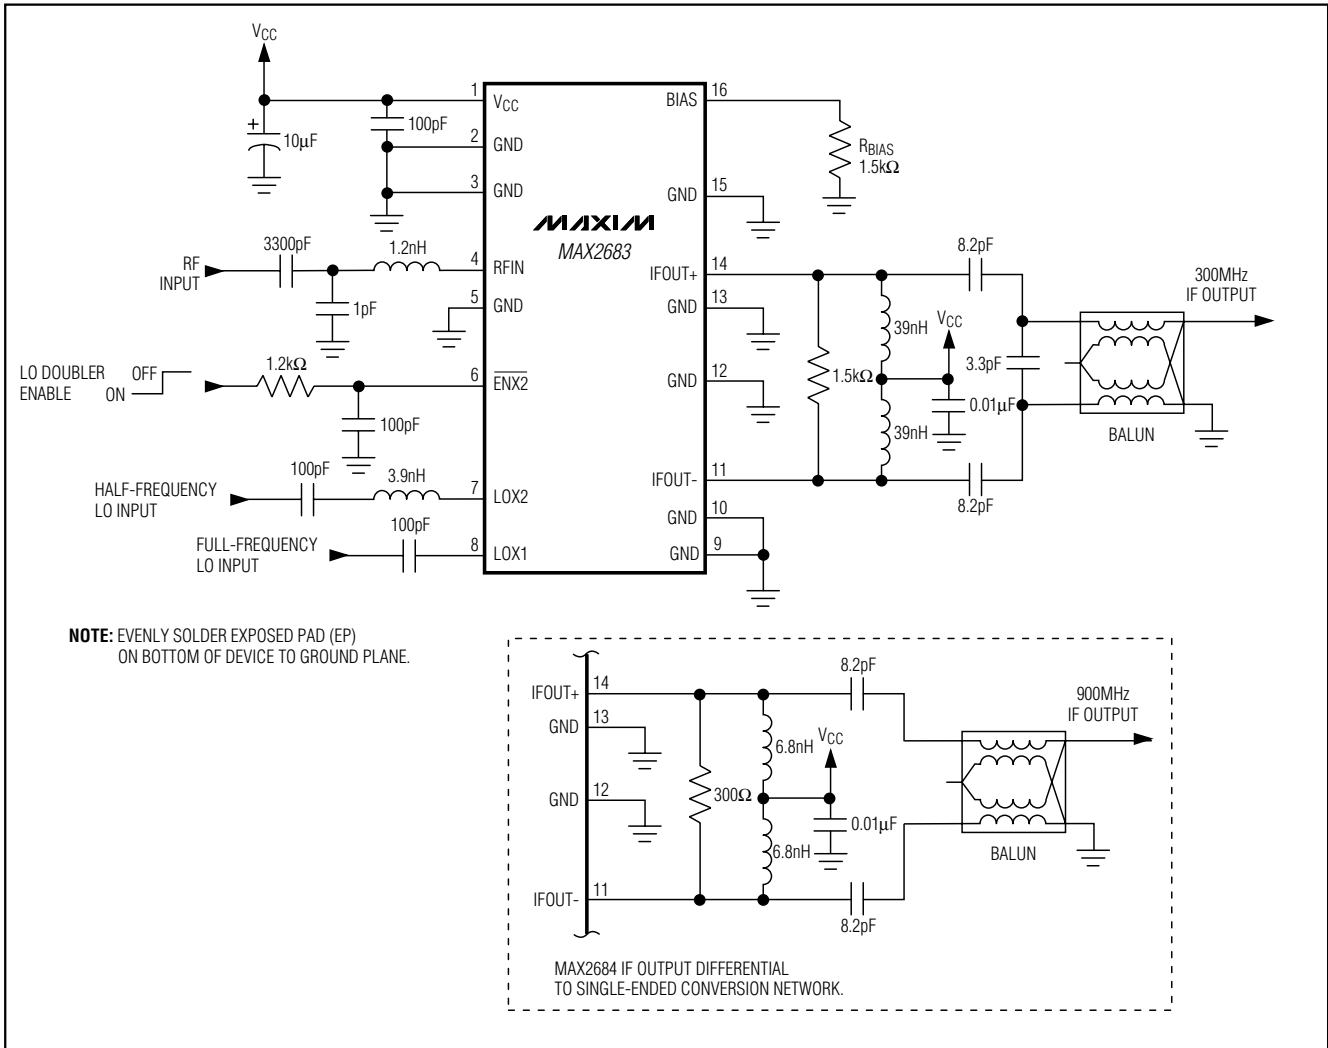 VCC
1
VCC
100pF
+
10µF
2
GND
3
GND
MAXIM
MAX2683
RF
INPUT
3300pF
1.2nH
4
RFIN
1pF
5
GND
LO DOUBLER
ENABLE
OFF
ON
1.2kΩ
6
ENX2
100pF
HALF-FREQUENCY
LO INPUT
100pF
3.9nH
7
LOX2
FULL-FREQUENCY
LO INPUT
100pF
8
LOX1
BIAS
16
RBIAS
1.5kΩ
GND
15
IFOUT+
14
8.2pF
300MHz
IF OUTPUT
GND
13
39nH
VCC
1.5kΩ
3.3pF
GND
12
0.01µF
39nH
BALUN
IFOUT-
11
8.2pF
GND
10
GND
9
NOTE: EVENLY SOLDER EXPOSED PAD (EP)
ON BOTTOM OF DEVICE TO GROUND PLANE.
IFOUT+
14
8.2pF
900MHz
IF OUTPUT
GND
13
6.8nH
VCC
GND
12
300Ω
0.01µF
6.8nH
BALUN
IFOUT-
11
8.2pF
MAX2684 IF OUTPUT DIFFERENTIAL
TO SINGLE-ENDED CONVERSION NETWORK.